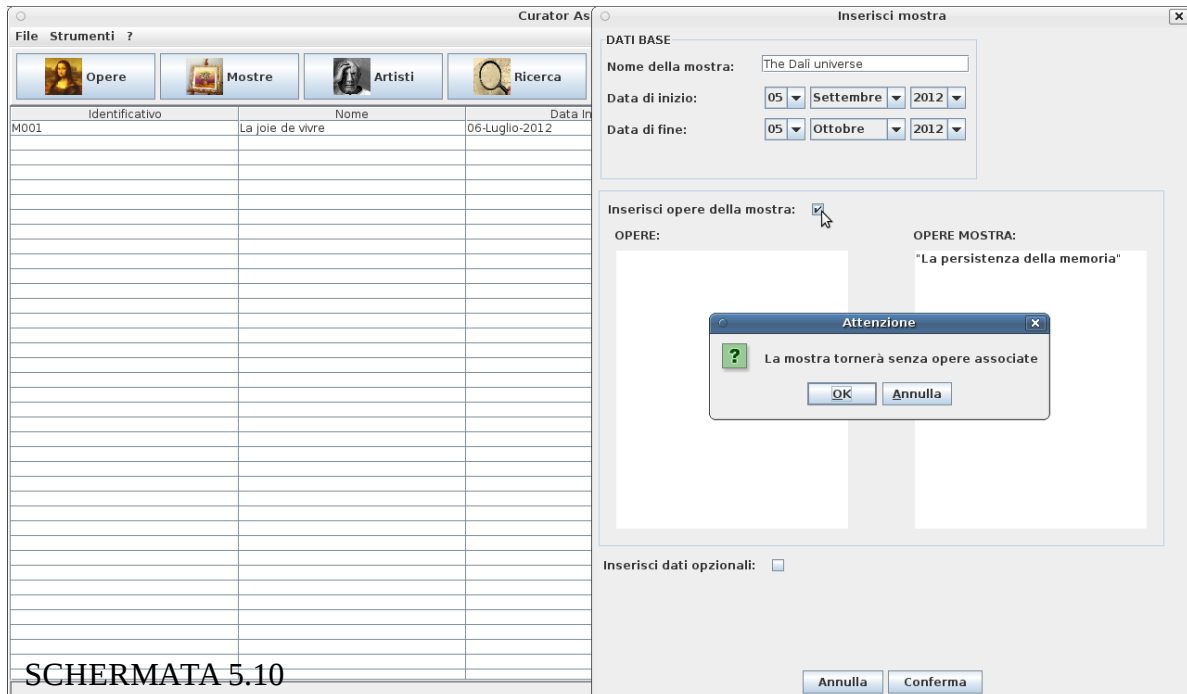 Curator As
File Strumenti ?
Opere Mostre Artisti Ricerca
Identificativo Nome Data In
M001 La joie de vivre 06-Luglio-2012
SCHERMATA 5.10
Inserisci mostra
DATI BASE
Nome della mostra: The Dalì universe
Data di inizio: 05 Settembre 2012
Data di fine: 05 Ottobre 2012
Inserisci opere della mostra:
OPERE: OPERE MOSTRA:
"La persistenza della memoria"
Attenzione
? La mostra tornerà senza opere associate
OK Annulla
Inserisci dati opzionali:
Annulla Conferma